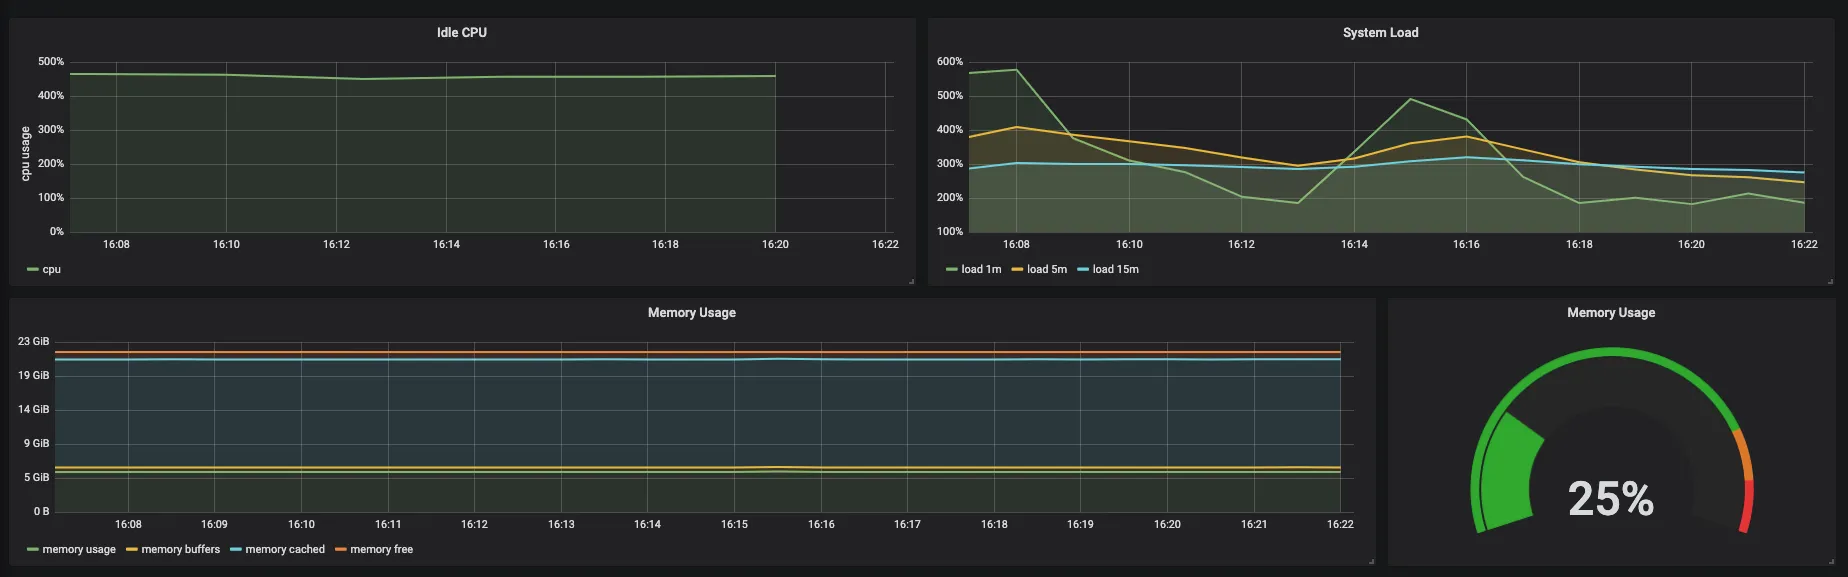 Idle CPU
500%
400%
300%
200%
100%
0%
cpu usage
16:08 16:10 16:12 16:14 16:16 16:18 16:20 16:22
cpu
System Load
600%
500%
400%
300%
200%
100%
16:08 16:10 16:12 16:14 16:16 16:18 16:20 16:22
load 1m load 5m load 15m
Memory Usage
23 GiB
19 GiB
14 GiB
9 GiB
5 GiB
0 B
16:08 16:09 16:10 16:11 16:12 16:13 16:14 16:15 16:16 16:17 16:18 16:19 16:20 16:21 16:22
memory usage memory buffers memory cached memory free
Memory Usage
25%